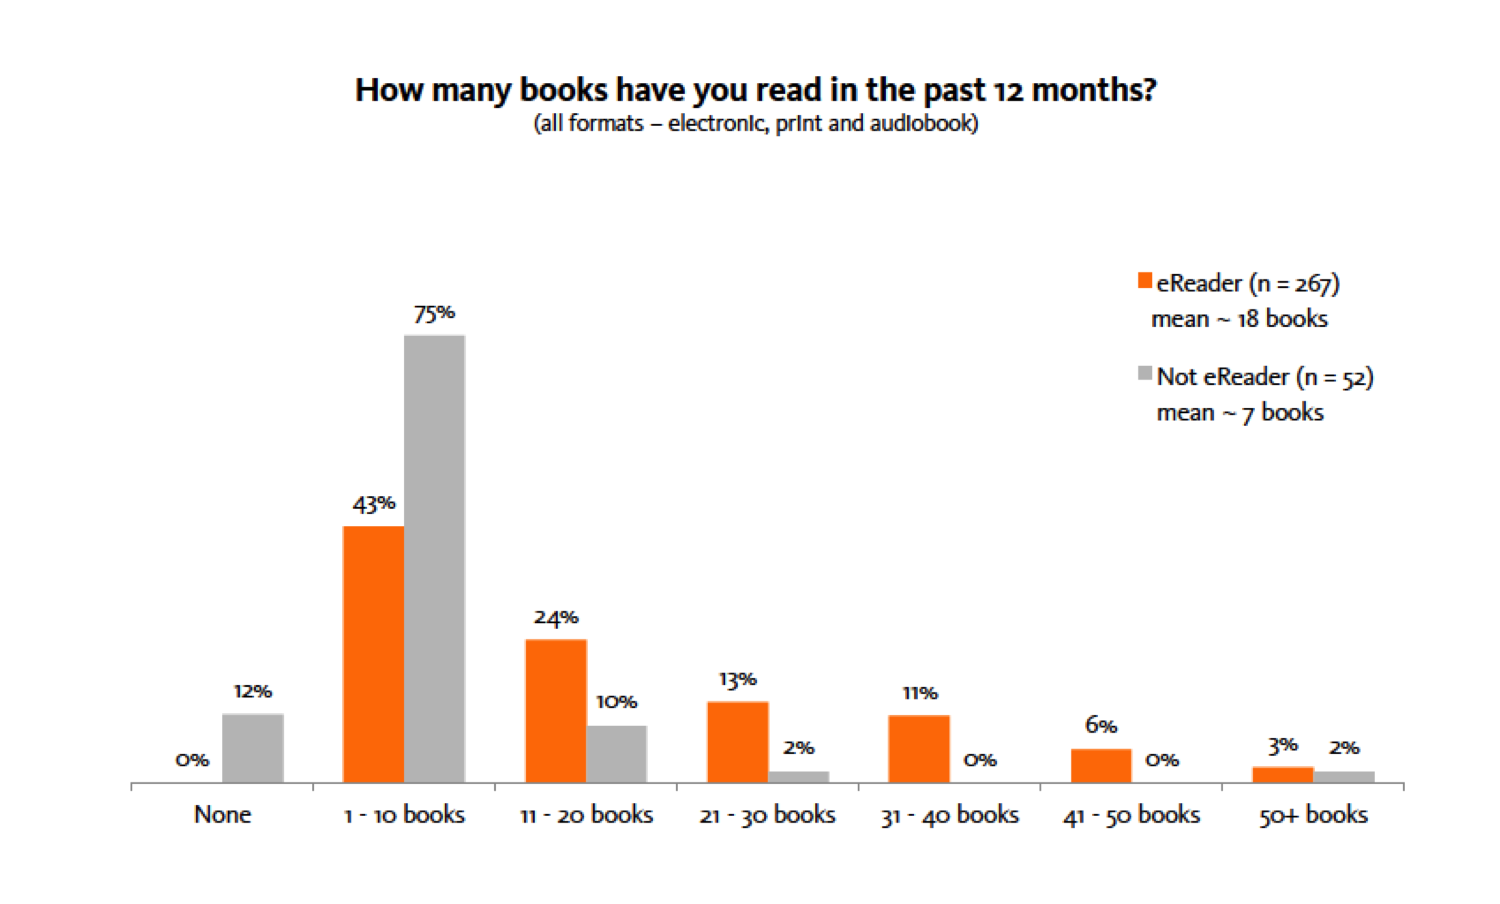 How many books have you read in the past 12 months?
(all formats – electronic, print and audiobook)
eReader (n = 267)
mean ~ 18 books
Not eReader (n = 52)
mean ~ 7 books
75%
43%
24%
12%
10%
13%
11%
6%
2%
3%
2%
0%
0%
0%
None
1 - 10 books
11 - 20 books
21 - 30 books
31 - 40 books
41 - 50 books
50+ books